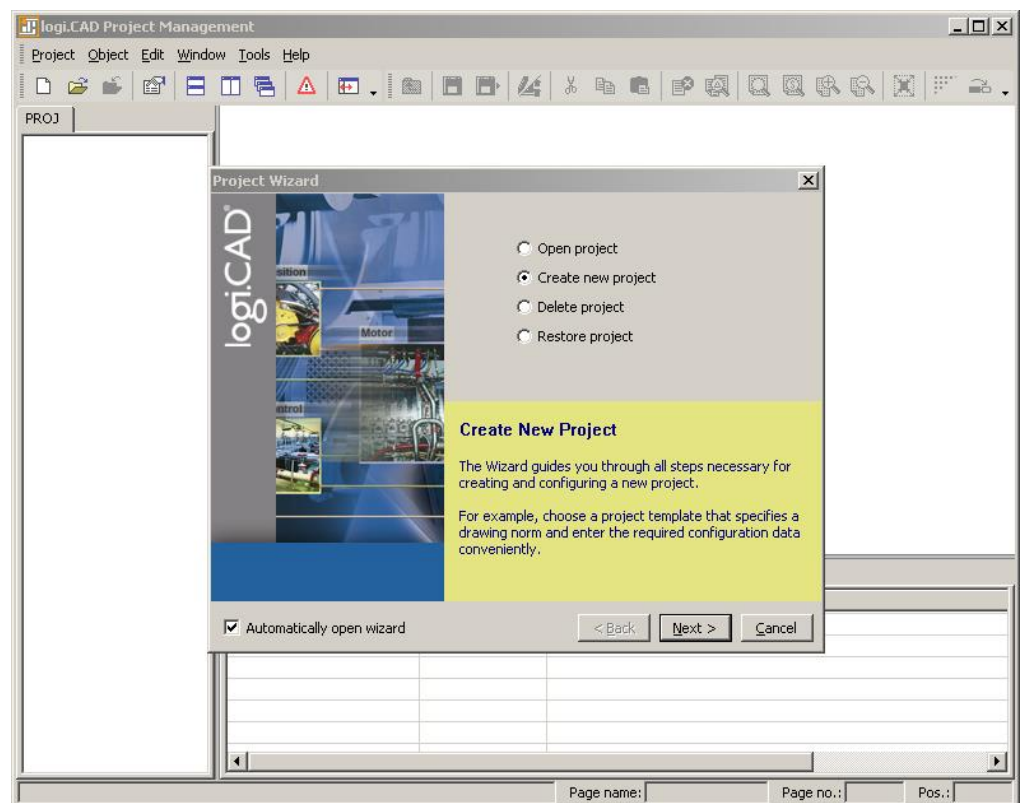 logi.CAD Project Management
Project Object Edit Window Tools Help
PROJ
Project Wizard
logi.CAD
sition
Motor
ntrol
Open project
Create new project
Delete project
Restore project
Create New Project
The Wizard guides you through all steps necessary for
creating and configuring a new project.
For example, choose a project template that specifies a
drawing norm and enter the required configuration data
conveniently.
Automatically open wizard
< Back Next > Cancel
Page name: Page no.: Pos.: